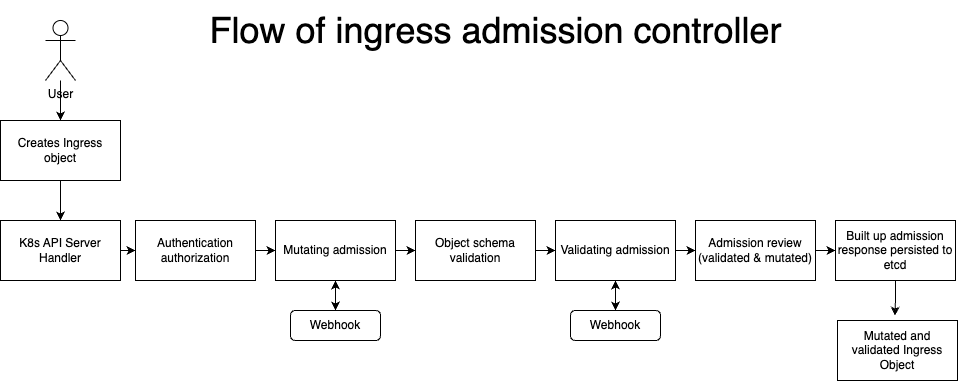 Flow of ingress admission controller
User
Creates Ingress
object
K8s API Server
Handler
Authentication
authorization
Mutating admission
Object schema
validation
Validating admission
Admission review
(validated & mutated)
Built up admission
response persisted to
etcd
Webhook
Webhook
Mutated and
validated Ingress
Object